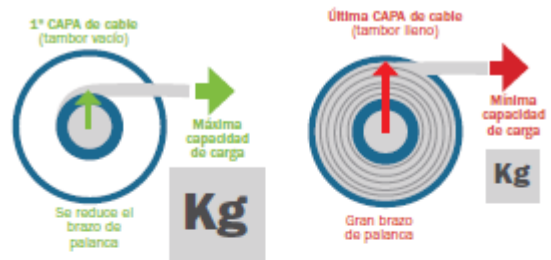 1ª CAPA de cable
(tambor vacío)
Máxima
capacidad
de carga
Se reduce el
brazo de
palanca
Kg
Última CAPA de cable
(tambor lleno)
Mínima
capacidad
de carga
Gran brazo
de palanca
Kg